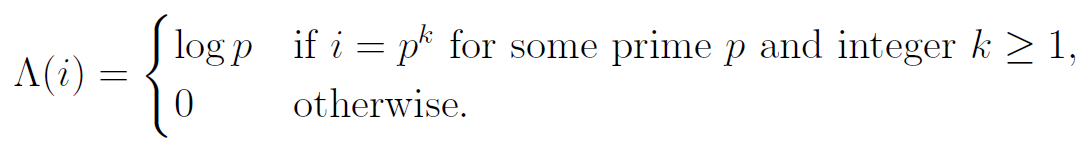 Λ(i) = { log p if i = p^k for some prime p and integer k ≥ 1,
0 otherwise.